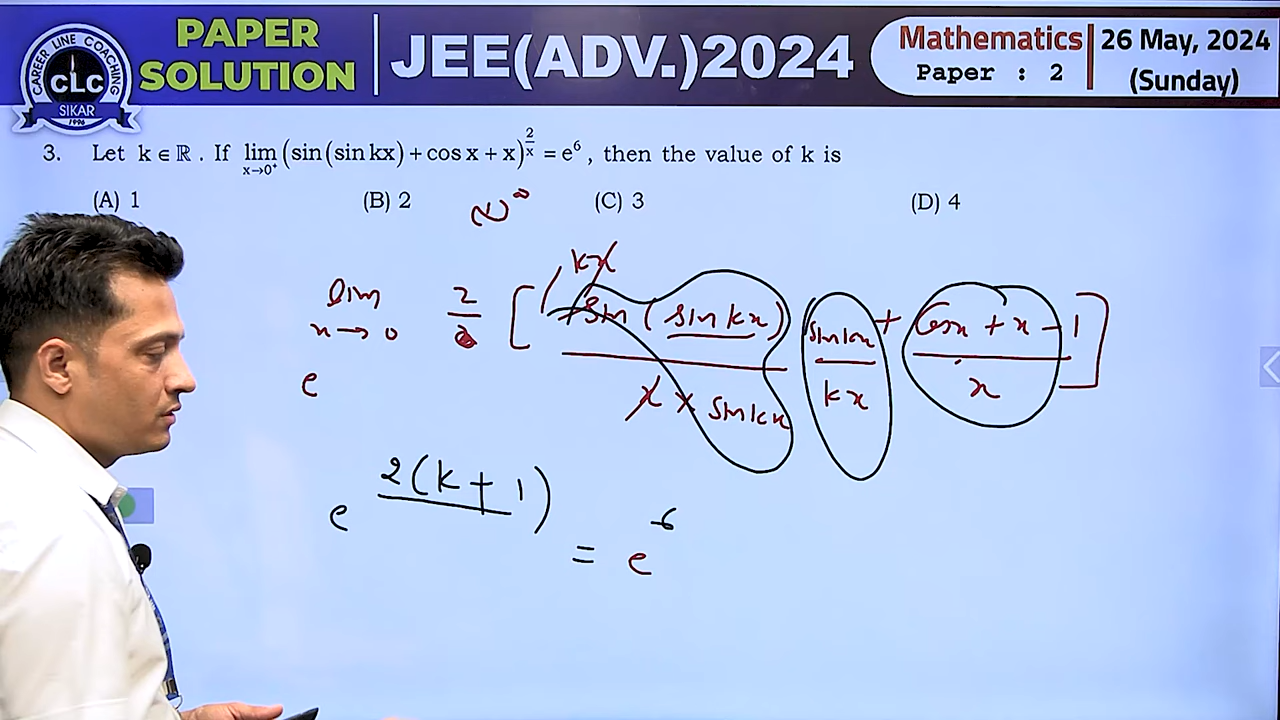 CAREER LINE COACHING
CLC
SIKAR
1996
PAPER SOLUTION
JEE(ADV.)2024
Mathematics
Paper : 2
26 May, 2024
(Sunday)
3. Let k ∈ ℝ. If lim_{x→0⁺} (sin(sin kx) + cos x + x)^{2/x} = e⁶, then the value of k is
(A) 1 (B) 2 (C) 3 (D) 4
kx
lim 2 [ sin (sin kx) sin kx + cos x + x - 1 ]
x → 0
x × sin kx kx x
e
2(k + 1)
e = e⁶